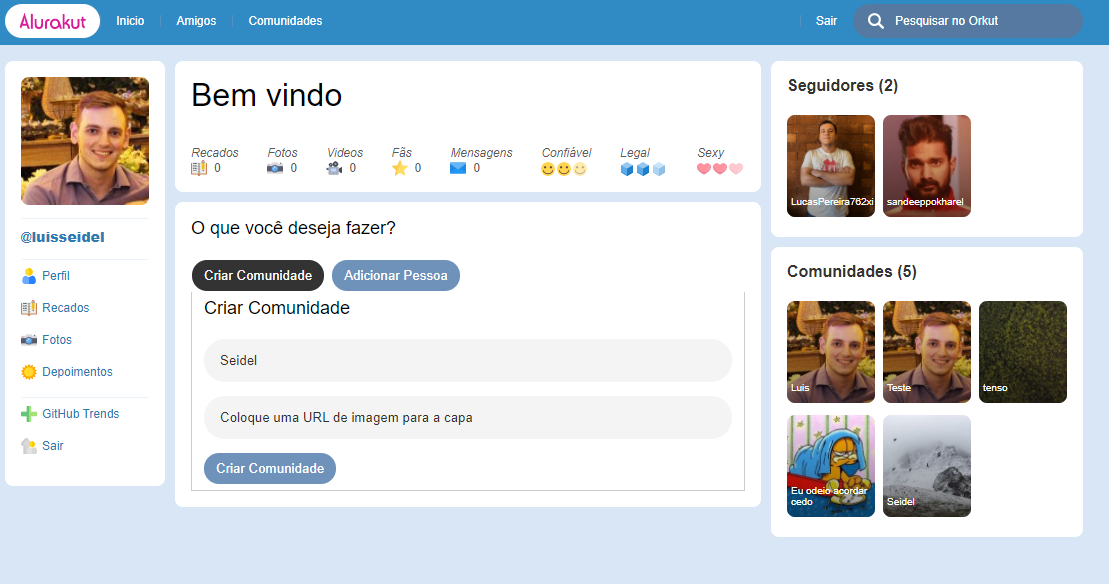 Alurakut
Inicio
Amigos
Comunidades
Sair
Pesquisar no Orkut
@luisseidel
Perfil
Recados
Fotos
Depoimentos
GitHub Trends
Sair
Bem vindo
Recados Fotos Videos Fãs Mensagens Confiável Legal Sexy
0 0 0 0 0
O que você deseja fazer?
Criar Comunidade Adicionar Pessoa
Criar Comunidade
Seidel
Coloque uma URL de imagem para a capa
Criar Comunidade
Seguidores (2)
LucasPereira762xi sandeeppokharel
Comunidades (5)
Luis Teste tenso
Eu odeio acordar
cedo
Seidel